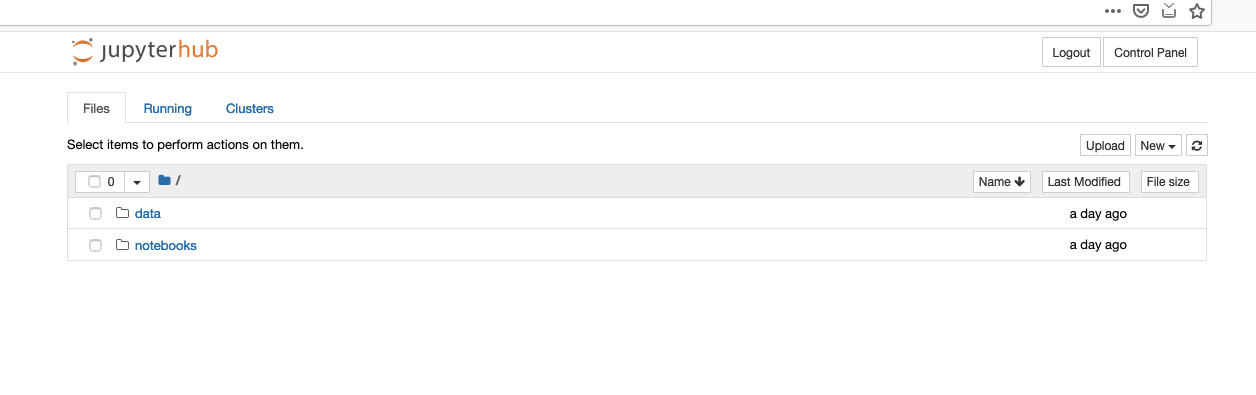 jupyterhub
Logout Control Panel
Files Running Clusters
Select items to perform actions on them.
Upload New
0 / Name Last Modified File size
data a day ago
notebooks a day ago